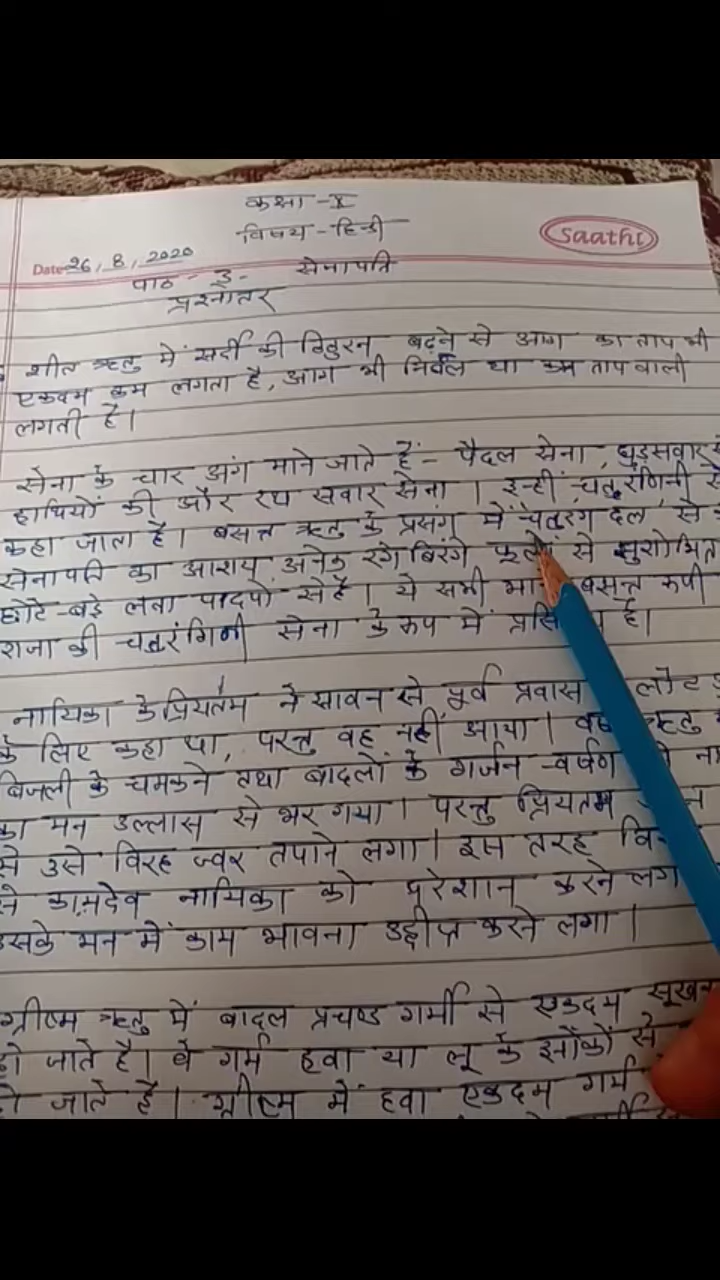 कक्षा - X
विषय - हिन्दी
Saathi
Date 26, 8, 2020
पाठ - 3 - सेनापति
प्रश्नोतर
शीत ऋतु में सर्दी की ठिठुरन बढ़ने से आग का ताप भी
एकदम कम लगता है, आग भी निर्वल या कम ताप वाली
लगती है।
सेना के चार अंग माने जाते हैं - पैदल सेना, घुड़सवार
हाथियों की और रथ सवार सेना । इन्हीं चतुरंगिनी
कहा जाता है। बसन्त ऋतु के प्रसंग में चतुरंग दल, से
सेनापति का आशय अनेक रंग बिरंगे फूलों से सुशोभित
छोटे-बड़े लता पादपों से है। ये सभी बसन्त रूपी
राजा की चतुरंगिनी सेना के रूप में है।
नायिका के प्रियतम ने सावन से पूर्व प्रवास लौट
के लिए कहा था, परन्तु वह नहीं आया। ऋतु
बिजली के चमकने तथा बादलों के गर्जन - वर्षण
का मन उल्लास से भर गया। परन्तु प्रियतम
से उसे विरह ज्वर तपाने लगा। इस तरह
से कामदेव नायिका को परेशान करने
उसके मन में काम भावना उद्दीप्त करने लगा।
ग्रीष्म ऋतु में बादल प्रचण्ड गर्मी से एकदम
हो जाते है। वे गर्म हवा या लू के झोंकों से
हो जाते है। ग्रीष्म में हवा एकदम गर्म